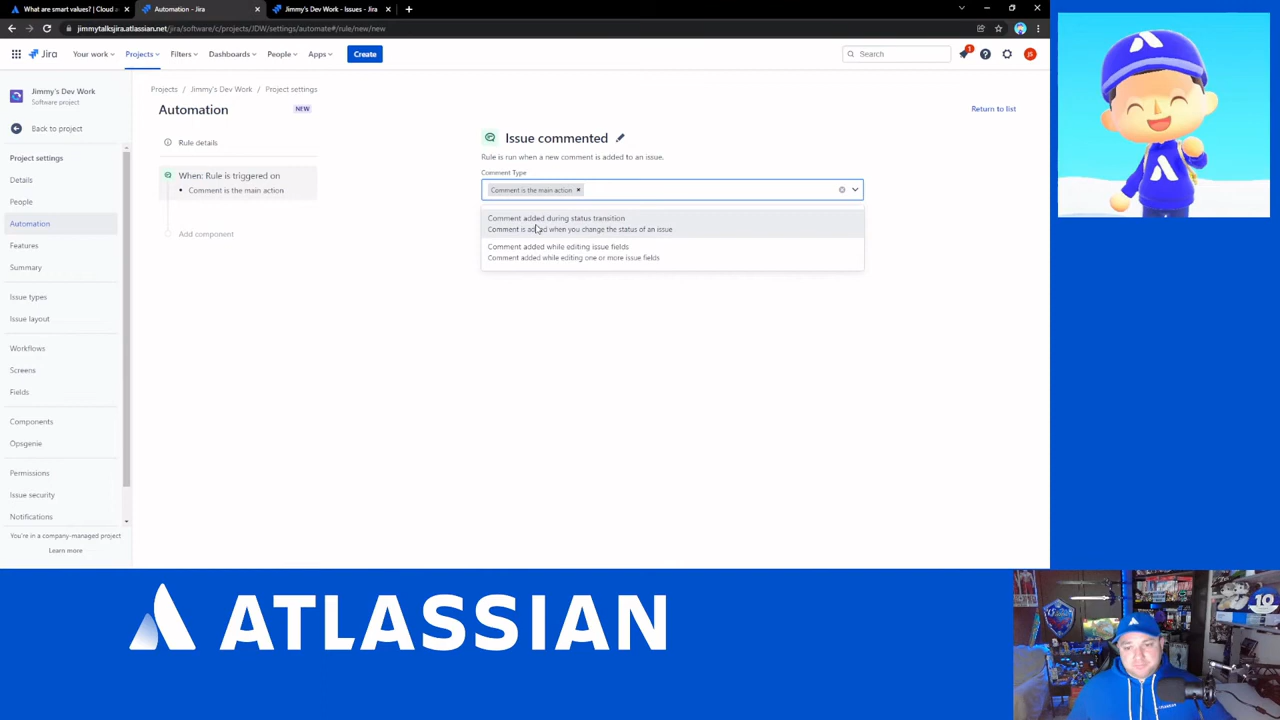 What are smart values? | Cloud a
Automation - Jira
Jimmy's Dev Work - Issues - Jira
jimmytalksjira.atlassian.net/jira/software/c/projects/JDW/settings/automate#/rule/new/new
Jira
Your work
Projects
Filters
Dashboards
People
Apps
Create
Search
1
JS
Jimmy's Dev Work
Software project
Back to project
Project settings
Details
People
Automation
Features
Summary
Issue types
Issue layout
Workflows
Screens
Fields
Components
Opsgenie
Permissions
Issue security
Notifications
You're in a company-managed project
Learn more
Projects / Jimmy's Dev Work / Project settings
Automation
NEW
Return to list
Rule details
When: Rule is triggered on
Comment is the main action
Add component
Issue commented
Rule is run when a new comment is added to an issue.
Comment Type
Comment is the main action
Comment added during status transition
Comment is added when you change the status of an issue
Comment added while editing issue fields
Comment added while editing one or more issue fields
ATLASSIAN
10